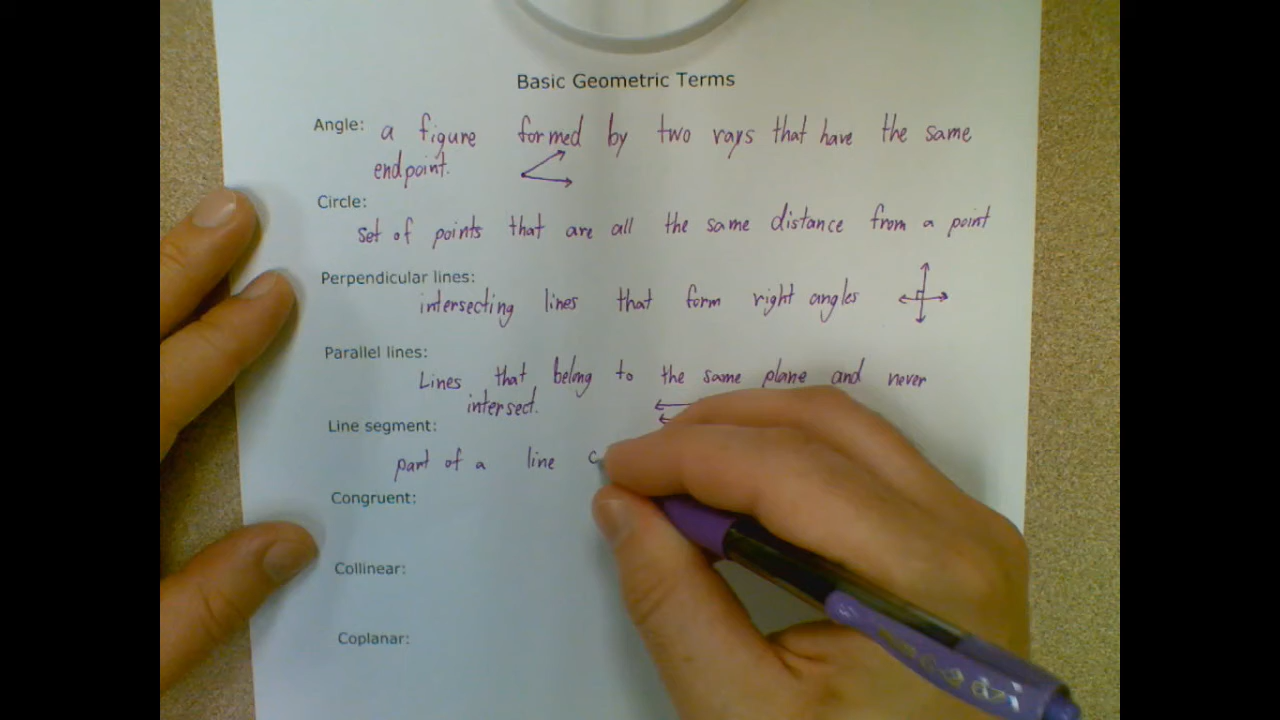 Basic Geometric Terms
Angle: a figure formed by two rays that have the same
endpoint.
Circle:
set of points that are all the same distance from a point
Perpendicular lines:
intersecting lines that form right angles
Parallel lines:
Lines that belong to the same plane and never
intersect.
Line segment:
part of a line c
Congruent:
Collinear:
Coplanar: